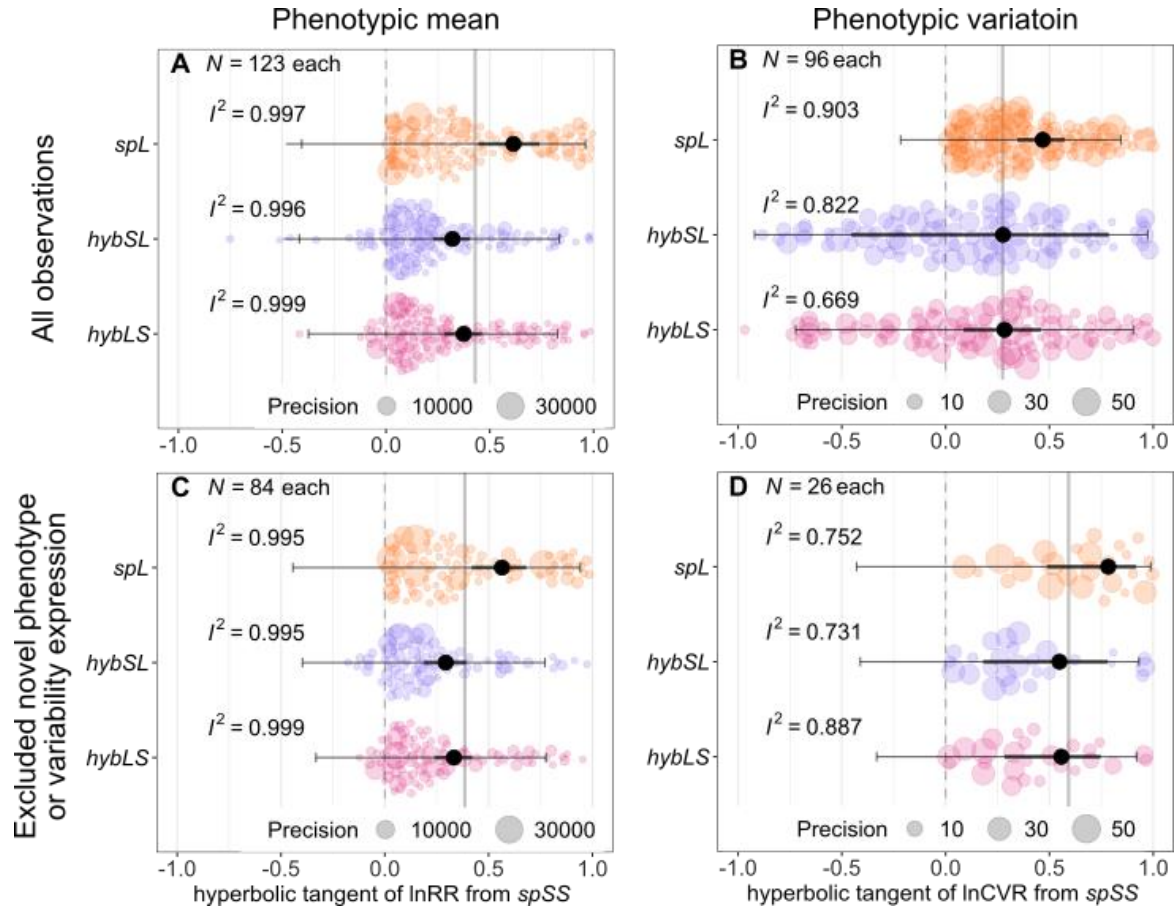 Phenotypic mean
Phenotypic variatoin
All observations
A N = 123 each
I² = 0.997
spL
I² = 0.996
hybSL
I² = 0.999
hybLS
Precision 10000 30000
-1.0 -0.5 0.0 0.5 1.0
B N = 96 each
I² = 0.903
spL
I² = 0.822
hybSL
I² = 0.669
hybLS
Precision 10 30 50
-1.0 -0.5 0.0 0.5 1.0
Excluded novel phenotype
or variability expression
C N = 84 each
I² = 0.995
spL
I² = 0.995
hybSL
I² = 0.999
hybLS
Precision 10000 30000
-1.0 -0.5 0.0 0.5 1.0
hyperbolic tangent of lnRR from spSS
D N = 26 each
I² = 0.752
spL
I² = 0.731
hybSL
I² = 0.887
hybLS
Precision 10 30 50
-1.0 -0.5 0.0 0.5 1.0
hyperbolic tangent of lnCVR from spSS